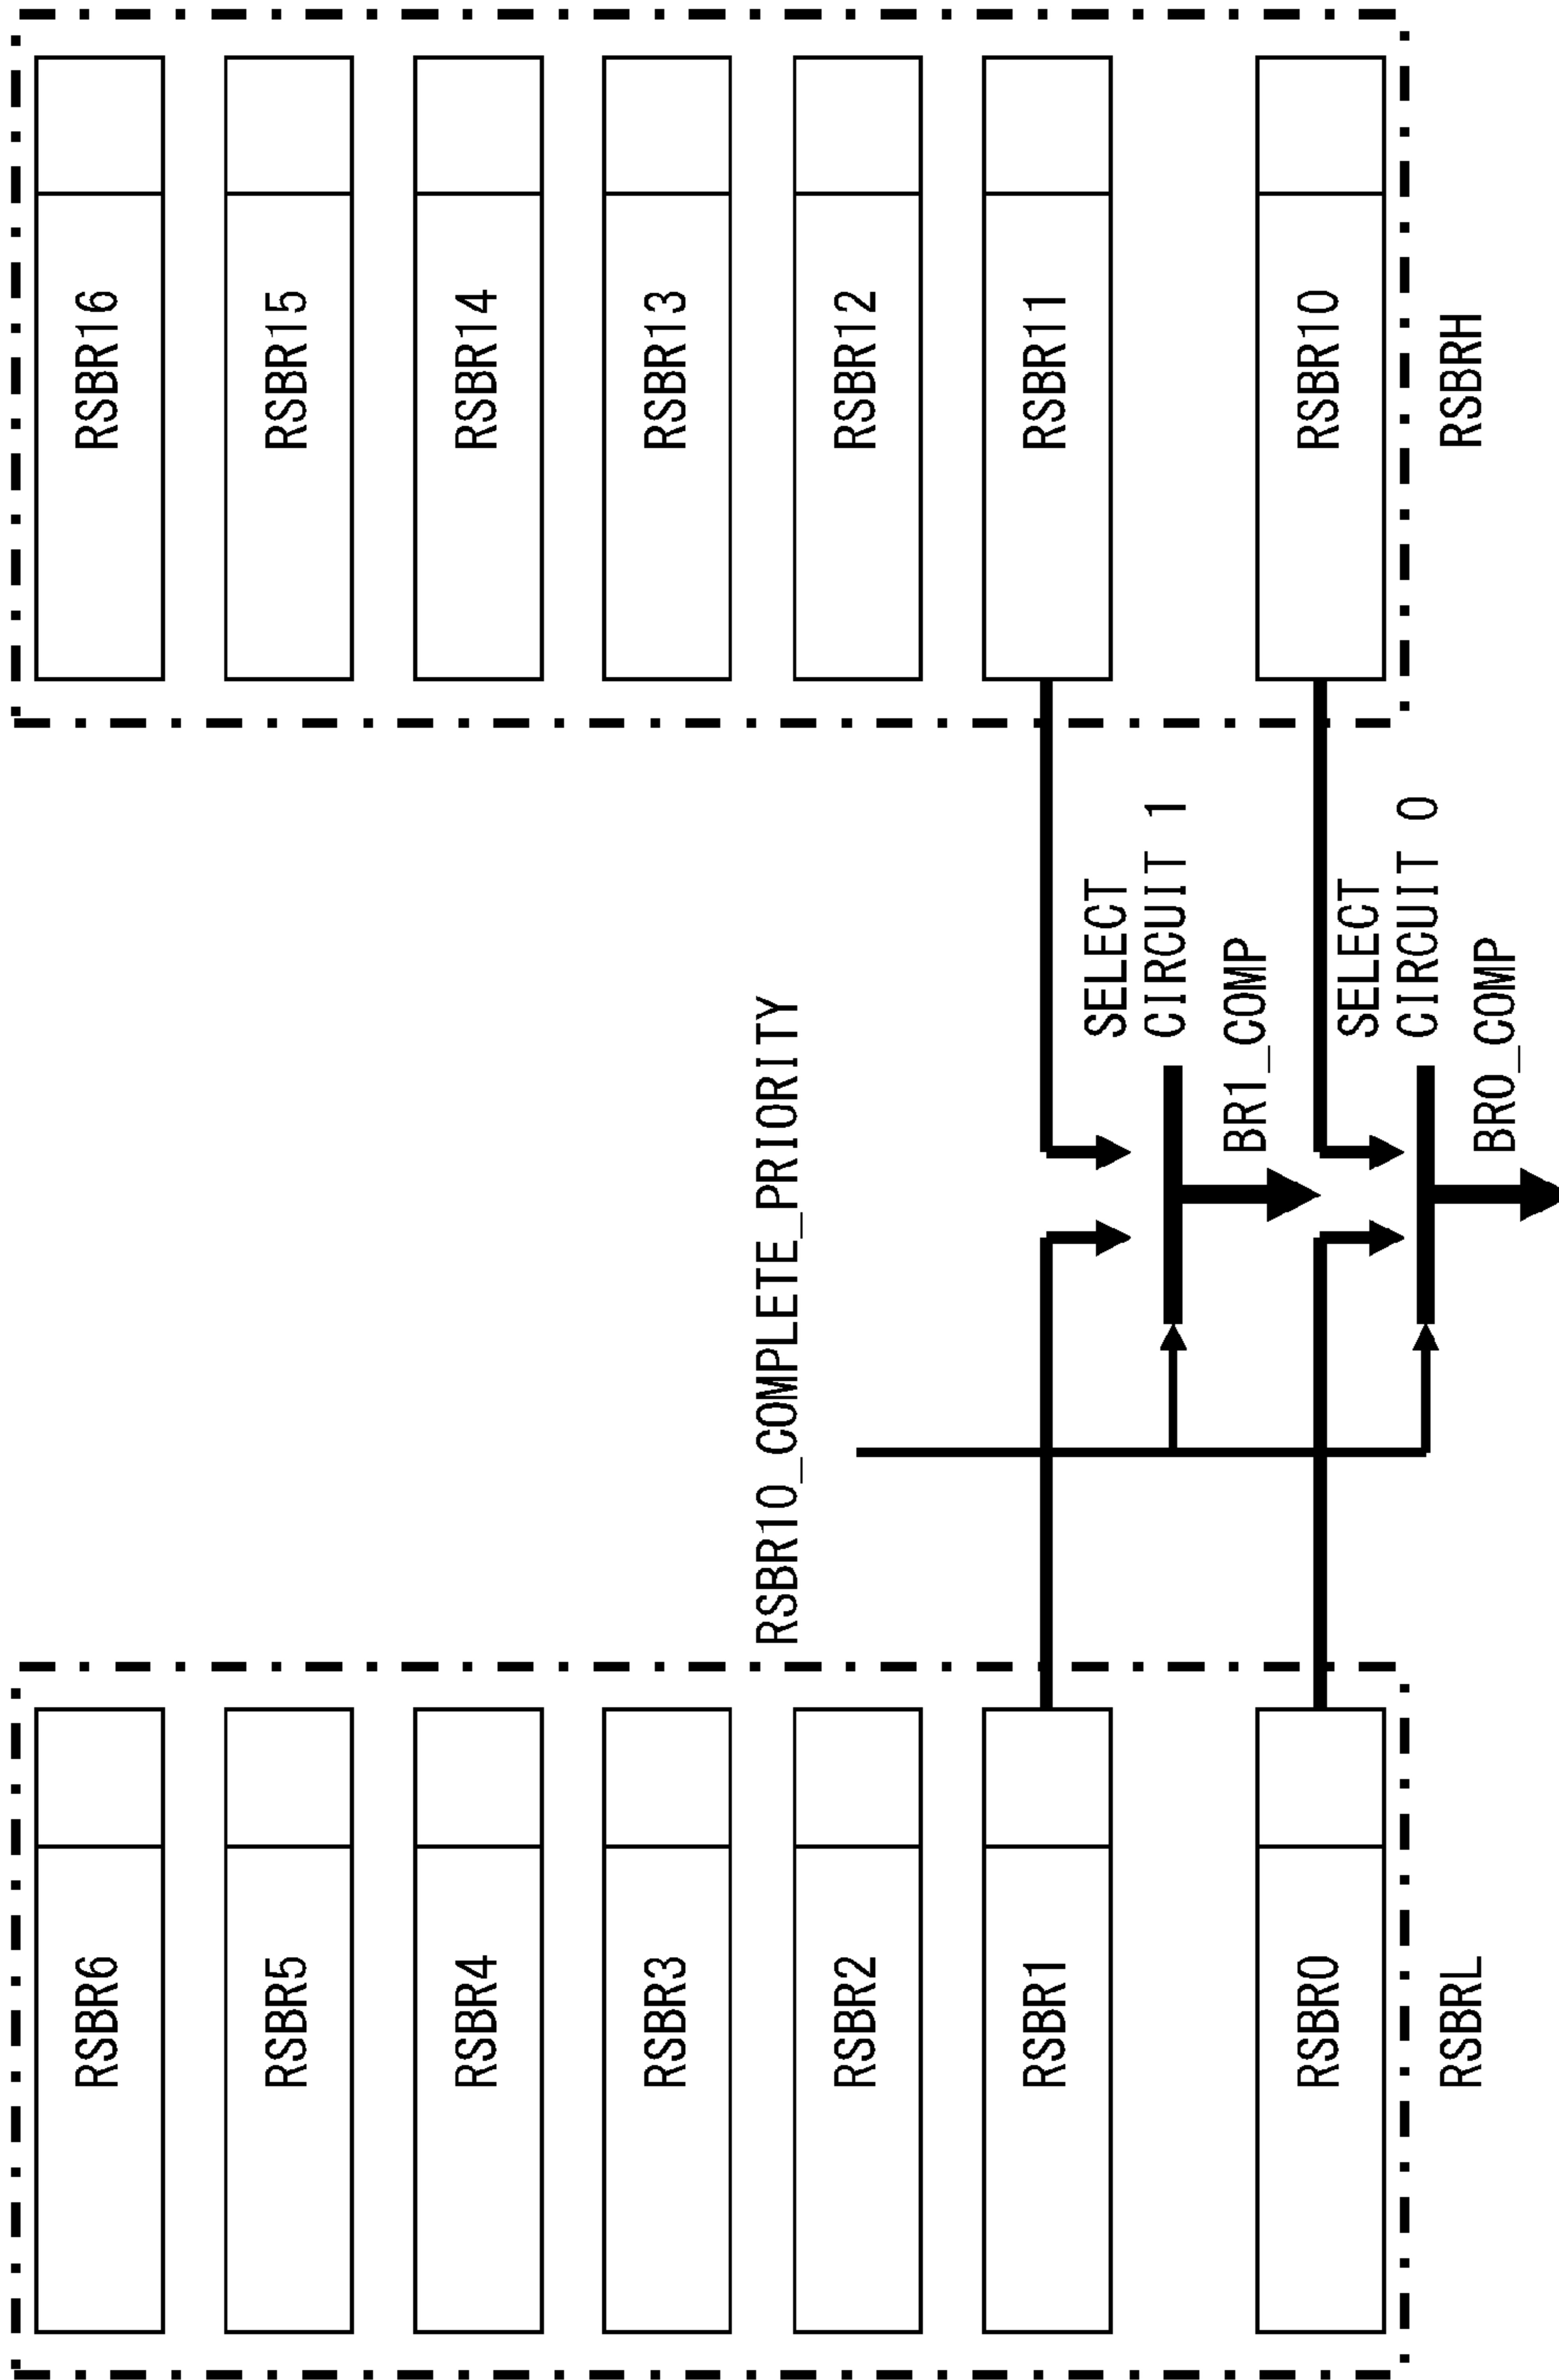 RSBR6
RSBR5
RSBR4
RSBR3
RSBR2
RSBR1
RSBR0
RSBRL
RSBR10_COMPLETE_PRIORITY
SELECT
CIRCUIT 1
BR1_COMP
SELECT
CIRCUIT 0
BR0_COMP
RSBR16
RSBR15
RSBR14
RSBR13
RSBR12
RSBR11
RSBR10
RSBRH